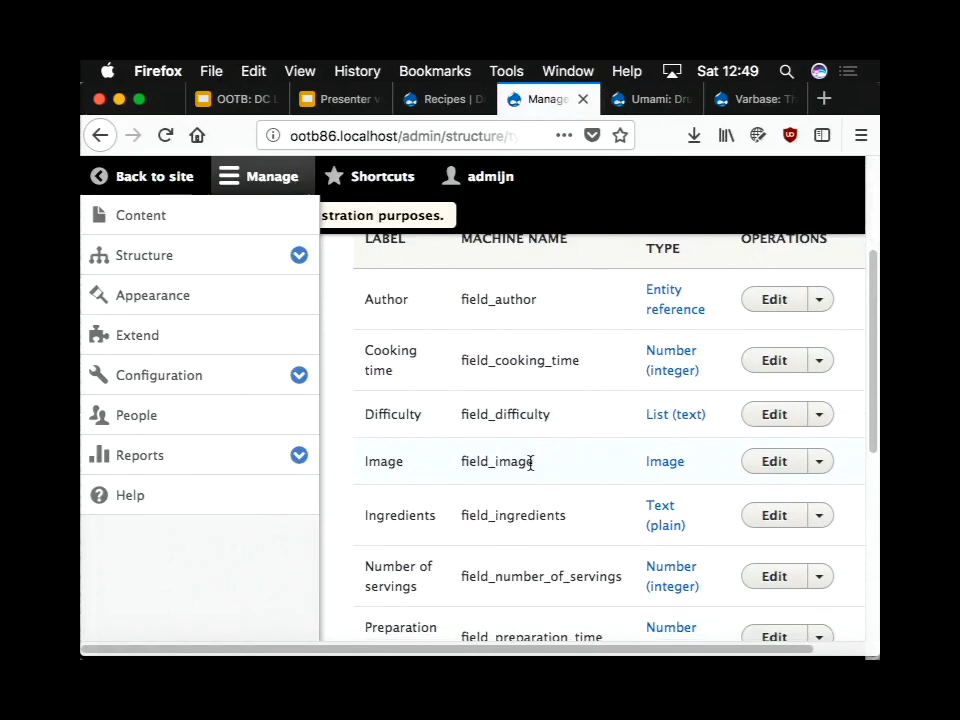 Firefox File Edit View History Bookmarks Tools Window Help Sat 12:49
OOTB: DC Presenter Recipes | D Manage Umami: Dru Varbase: Th
ootb86.localhost/admin/structure/ty
Back to site Manage Shortcuts admijn
Content stration purposes.
LABEL MACHINE NAME TYPE OPERATIONS
Structure
Appearance Author field_author Entity reference Edit
Extend
Configuration Cooking time field_cooking_time Number (integer) Edit
People Difficulty field_difficulty List (text) Edit
Reports Image field_image Image Edit
Help Ingredients field_ingredients Text (plain) Edit
Number of servings field_number_of_servings Number (integer) Edit
Preparation field_preparation_time Number Edit